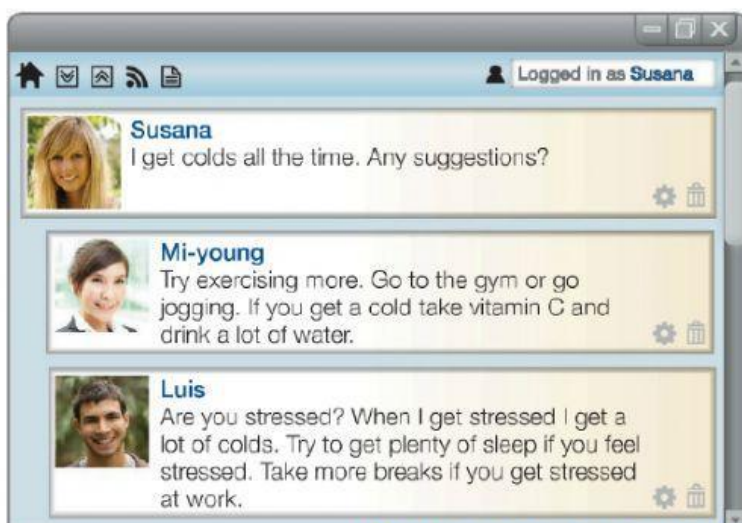 Logged in as Susana
Susana
I get colds all the time. Any suggestions?
Mi-young
Try exercising more. Go to the gym or go
jogging. If you get a cold take vitamin C and
drink a lot of water.
Luis
Are you stressed? When I get stressed I get a
lot of colds. Try to get plenty of sleep if you feel
stressed. Take more breaks if you get stressed
at work.